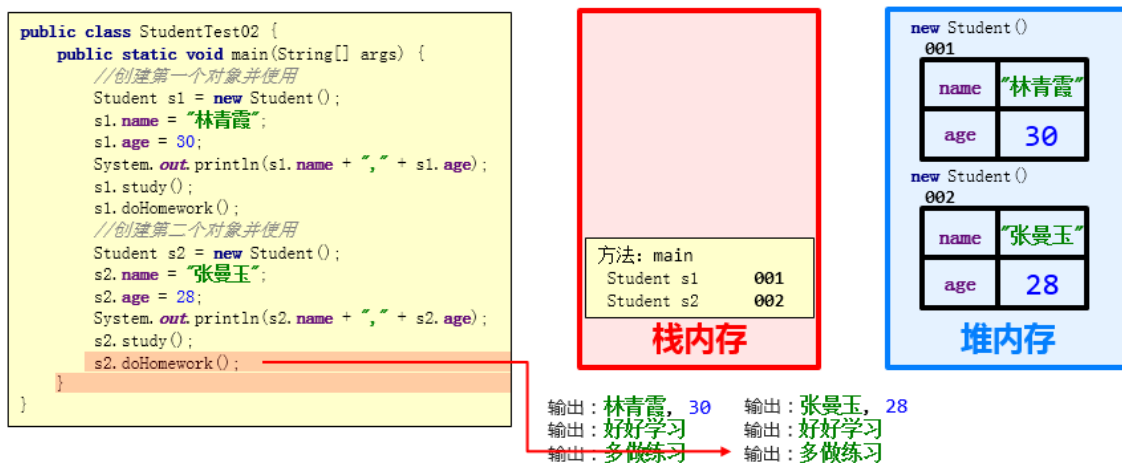 public class StudentTest02 {
public static void main(String[] args) {
//创建第一个对象并使用
Student s1 = new Student();
s1.name = "林青霞";
s1.age = 30;
System.out.println(s1.name + "," + s1.age);
s1.study();
s1.doHomework();
//创建第二个对象并使用
Student s2 = new Student();
s2.name = "张曼玉";
s2.age = 28;
System.out.println(s2.name + "," + s2.age);
s2.study();
s2.doHomework();
}
}
方法：main
Student s1 001
Student s2 002
栈内存
new Student()
001
name "林青霞"
age 30
new Student()
002
name "张曼玉"
age 28
堆内存
输出：林青霞, 30
输出：好好学习
输出：多做练习
输出：张曼玉, 28
输出：好好学习
输出：多做练习